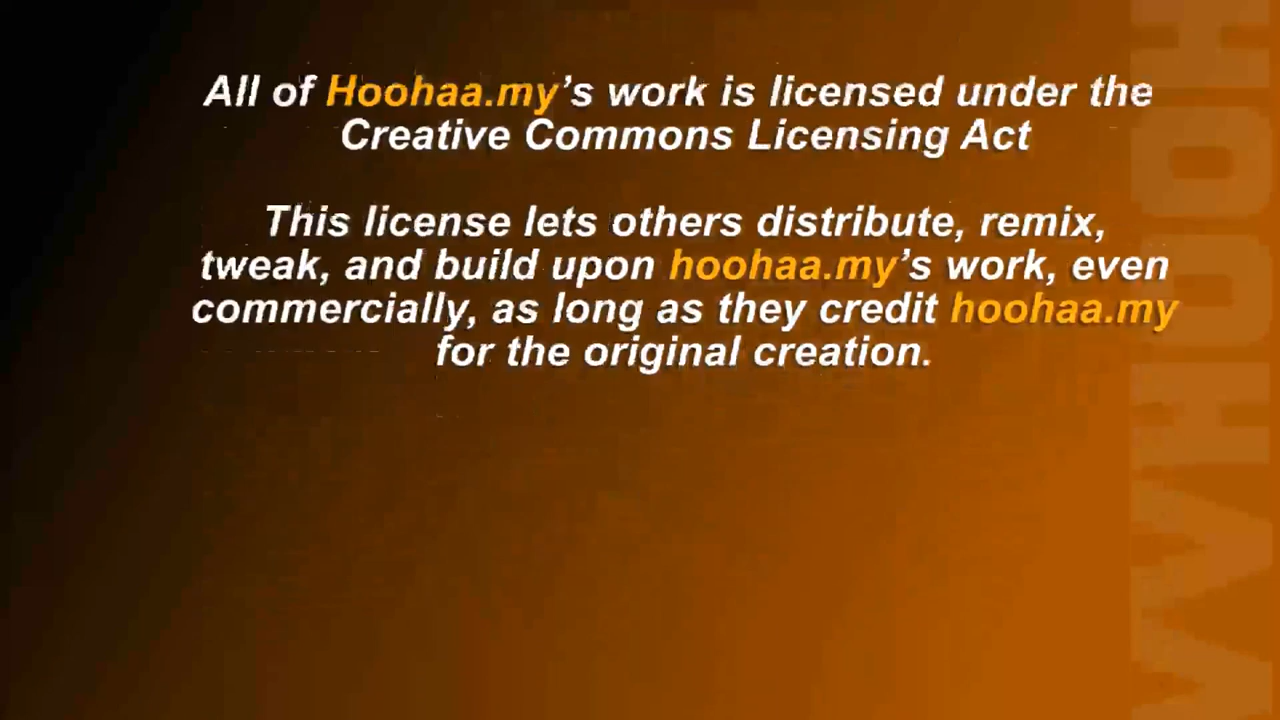 All of Hoohaa.my’s work is licensed under the
Creative Commons Licensing Act
This license lets others distribute, remix,
tweak, and build upon hoohaa.my’s work, even
commercially, as long as they credit hoohaa.my
for the original creation.